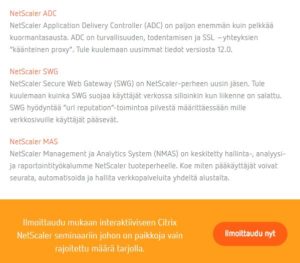 NetScaler ADC
NetScaler Application Delivery Controller (ADC) on paljon enemmän kuin pelkkää
kuormantasausta. ADC on turvallisuuden, todentamisen ja SSL –yhteyksien
"käänteinen proxy". Tule kuulemaan uusimmat tiedot versiosta 12.0.
NetScaler SWG
NetScaler Secure Web Gateway (SWG) on NetScaler-perheen uusin jäsen. Tule
kuulemaan kuinka SWG suojaa käyttäjät verkossa silloinkin kun liikenne on salattu.
SWG hyödyntää "url reputation"-toimintoa pilvestä määrittäessään mille
verkkosivuille käyttäjät pääsevät.
NetScaler MAS
NetScaler Management ja Analytics System (NMAS) on keskitetty hallinta-, analyysi-
ja raportointityökalumme NetScaler tuoteperheelle. Koe miten pääkäyttäjät voivat
seurata, automatisoida ja hallita verkkopalveluita yhdeltä alustalta.
Ilmoittaudu mukaan interaktiiviseen Citrix
NetScaler seminaariin johon on paikkoja vain
rajoitettu määrä tarjolla.
Ilmoittaudu nyt